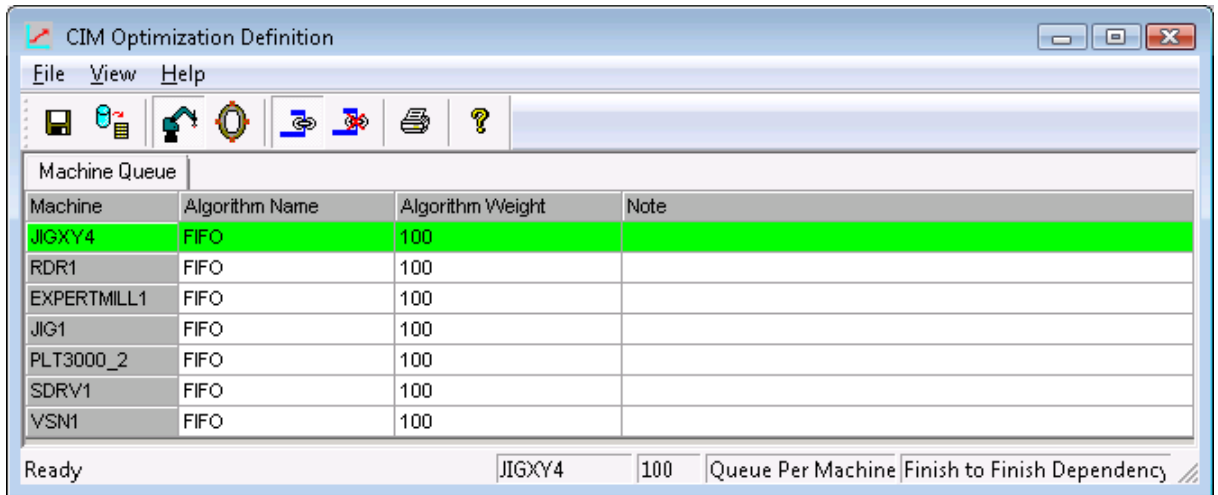 CIM Optimization Definition
File View Help
Machine Queue
Machine Algorithm Name Algorithm Weight Note
JIGXY4 FIFO 100
RDR1 FIFO 100
EXPERTMILL1 FIFO 100
JIG1 FIFO 100
PLT3000_2 FIFO 100
SDRV1 FIFO 100
VSN1 FIFO 100
Ready JIGXY4 100 Queue Per Machine Finish to Finish Dependency